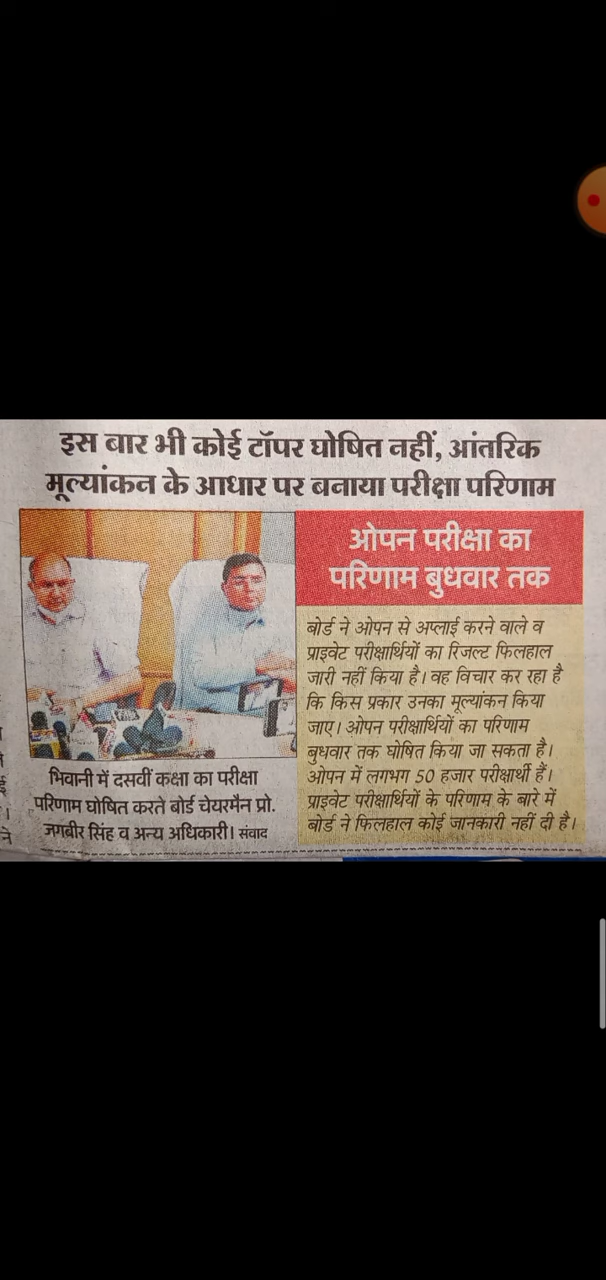 इस बार भी कोई टॉपर घोषित नहीं, आंतरिक
मूल्यांकन के आधार पर बनाया परीक्षा परिणाम
भिवानी में दसवीं कक्षा का परीक्षा
परिणाम घोषित करते बोर्ड चेयरमैन प्रो.
जगबीर सिंह व अन्य अधिकारी। संवाद
ओपन परीक्षा का
परिणाम बुधवार तक
बोर्ड ने ओपन से अप्लाई करने वाले व
प्राइवेट परीक्षार्थियों का रिजल्ट फिलहाल
जारी नहीं किया है। वह विचार कर रहा है
कि किस प्रकार उनका मूल्यांकन किया
जाए। ओपन परीक्षार्थियों का परिणाम
बुधवार तक घोषित किया जा सकता है।
ओपन में लगभग 50 हजार परीक्षार्थी हैं।
प्राइवेट परीक्षार्थियों के परिणाम के बारे में
बोर्ड ने फिलहाल कोई जानकारी नहीं दी है।